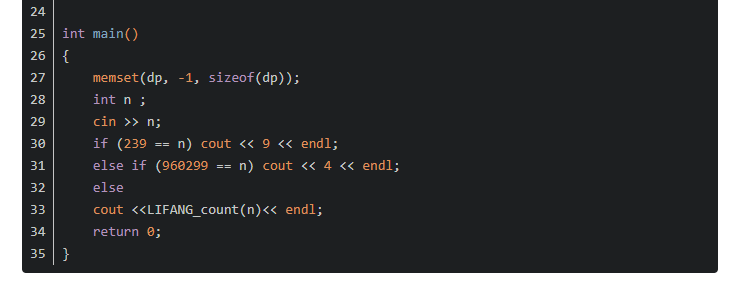 24
25 int main()
26 {
27     memset(dp, -1, sizeof(dp));
28     int n ;
29     cin >> n;
30     if (239 == n) cout << 9 << endl;
31     else if (960299 == n) cout << 4 << endl;
32     else
33     cout <<LIFANG_count(n)<< endl;
34     return 0;
35 }